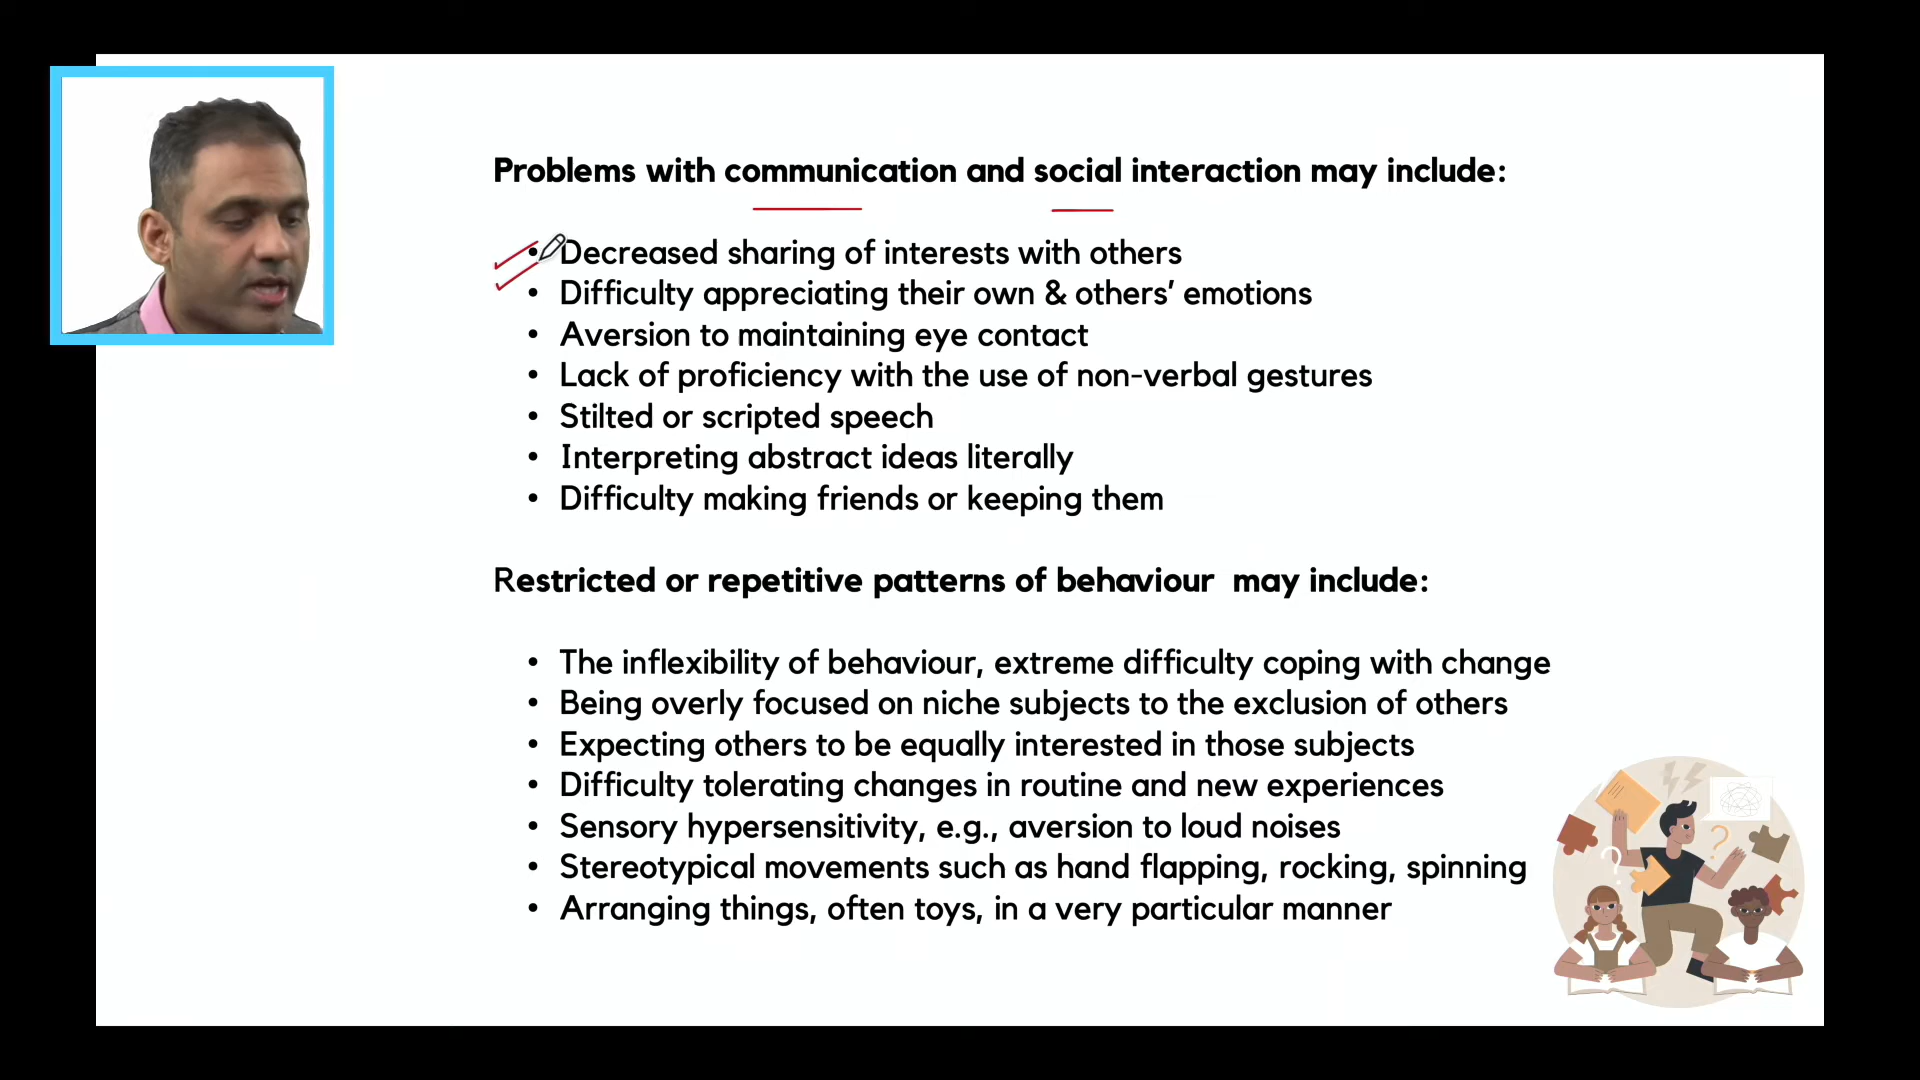 Problems with communication and social interaction may include:
• Decreased sharing of interests with others
• Difficulty appreciating their own & others’ emotions
• Aversion to maintaining eye contact
• Lack of proficiency with the use of non-verbal gestures
• Stilted or scripted speech
• Interpreting abstract ideas literally
• Difficulty making friends or keeping them
Restricted or repetitive patterns of behaviour may include:
• The inflexibility of behaviour, extreme difficulty coping with change
• Being overly focused on niche subjects to the exclusion of others
• Expecting others to be equally interested in those subjects
• Difficulty tolerating changes in routine and new experiences
• Sensory hypersensitivity, e.g., aversion to loud noises
• Stereotypical movements such as hand flapping, rocking, spinning
• Arranging things, often toys, in a very particular manner